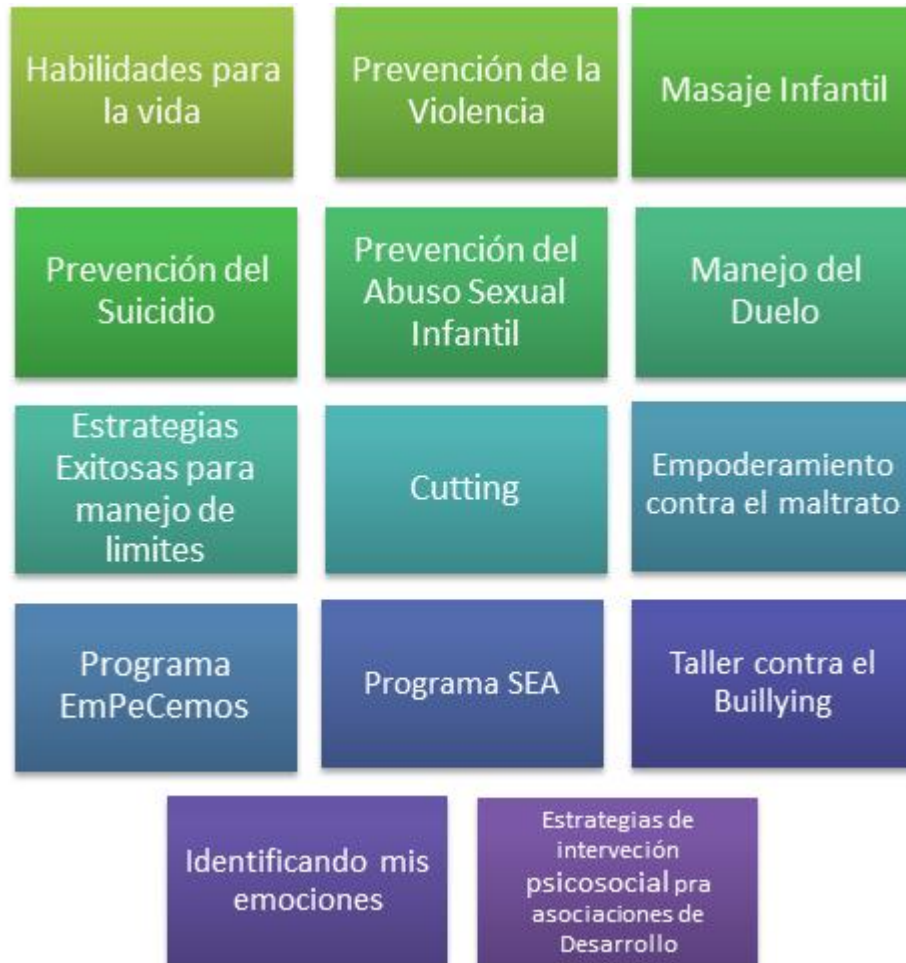 Habilidades para
la vida
Prevención de la
Violencia
Masaje Infantil
Prevención del
Suicidio
Prevención del
Abuso Sexual
Infantil
Manejo del
Duelo
Estrategias
Exitosas para
manejo de
limites
Cutting
Empoderamiento
contra el maltrato
Programa
EmPeCemos
Programa SEA
Taller contra el
Buillying
Identificando mis
emociones
Estrategias de
interveción
psicosocial pra
asociaciones de
Desarrollo